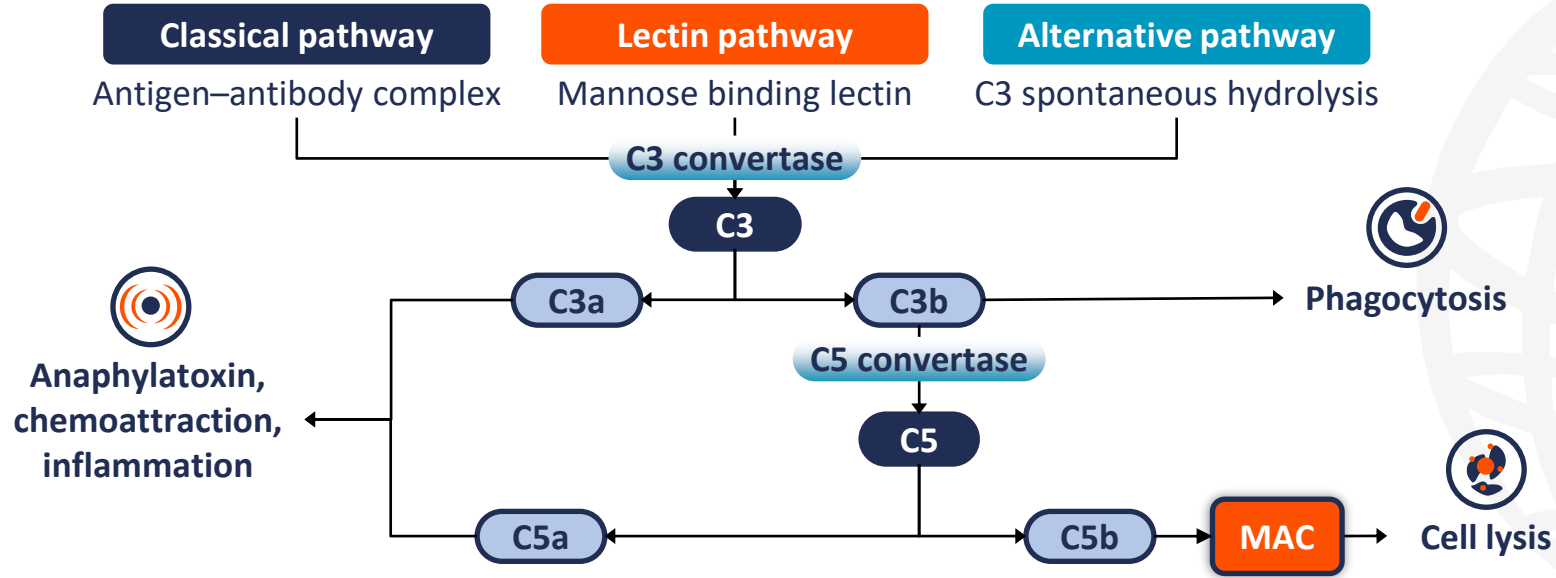 Classical pathway
Lectin pathway
Alternative pathway
Antigen–antibody complex
Mannose binding lectin
C3 spontaneous hydrolysis
C3 convertase
C3
C3a
C3b
Phagocytosis
C5 convertase
Anaphylatoxin,
chemoattraction,
inflammation
C5
C5a
C5b
MAC
Cell lysis